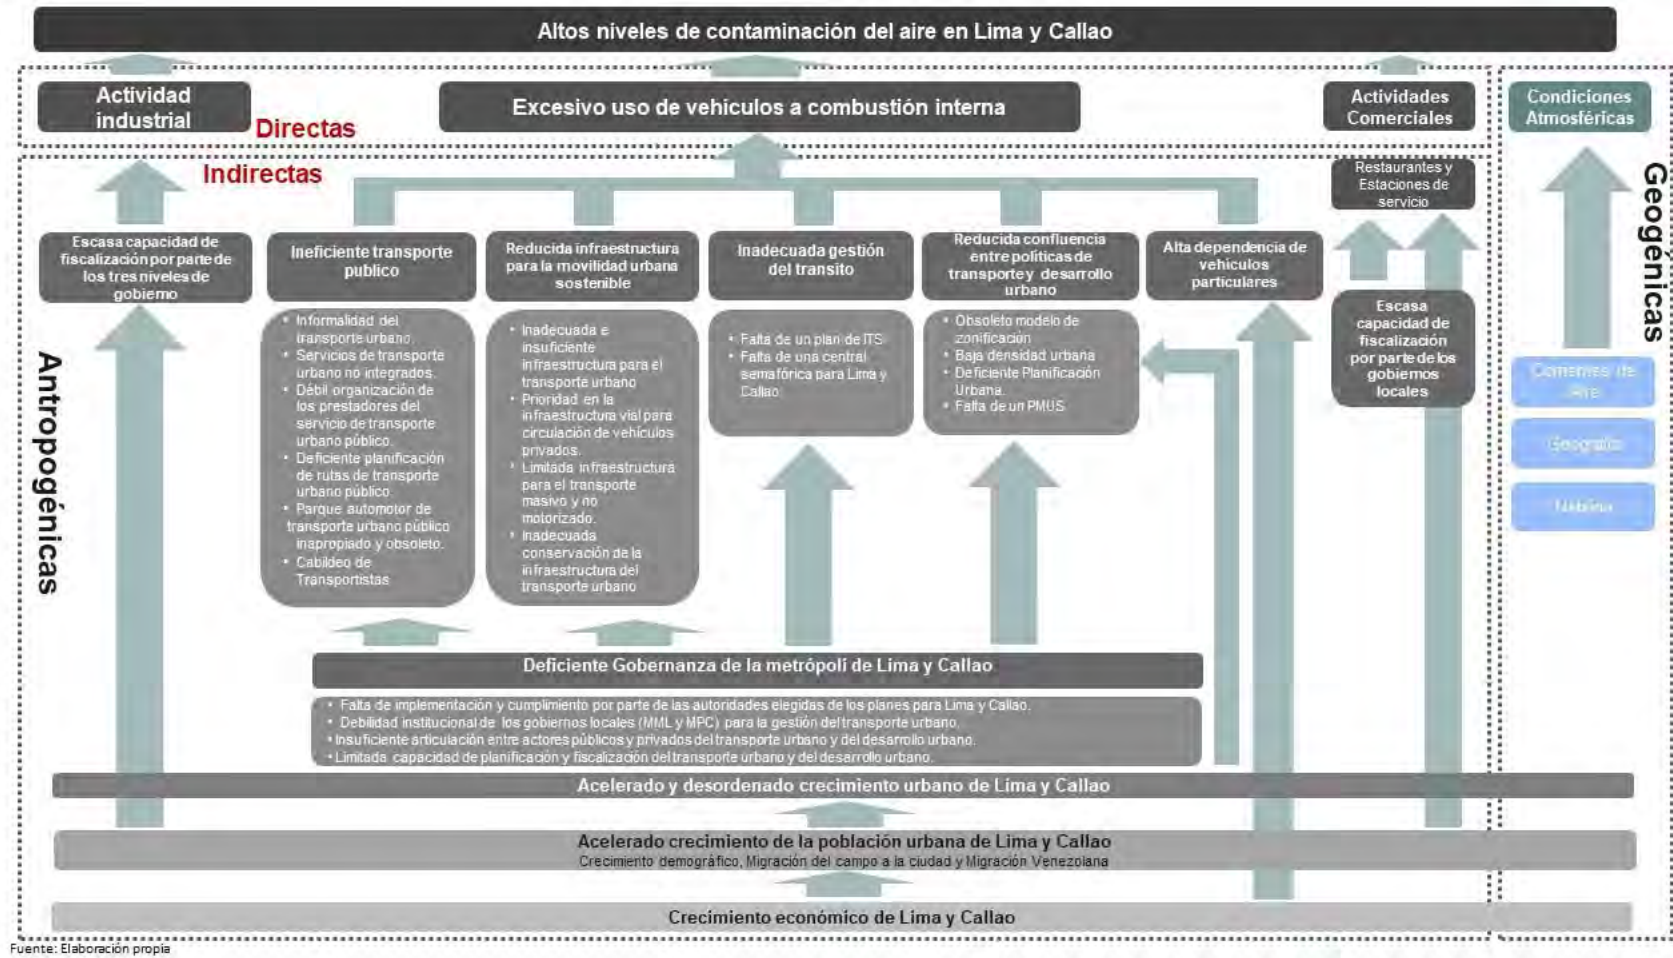 Altos niveles de contaminación del aire en Lima y Callao
Actividad
industrial
Directas
Excesivo uso de vehiculos a combustión interna
Actividades
Comerciales
Condiciones
Atmosféricas
Indirectas
Restaurantes y
Estaciones de
servicio
Geogénicas
Antropogénicas
Escasa capacidad de
fiscalización por parte de
los tres niveles de
gobierno
Ineficiente transporte
publico
Reducida infraestructura
para la movilidad urbana
sostenible
Inadecuada gestión
del transito
Reducida confluencia
entre políticas de
transporte y desarrollo
urbano
Alta dependencia de
vehículos
particulares
Escasa
capacidad de
fiscalización
por parte de los
gobiernos
locales
• Informalidad del
transporte urbano.
• Servicios de transporte
urbano no integrados.
• Débil organización de
los prestadores del
servicio de transporte
urbano público.
• Deficiente planificación
de rutas de transporte
urbano público.
• Parque automotor de
transporte urbano público
inapropiado y obsoleto.
• Cabildeo de
Transportistas
• Inadecuada e
insuficiente
infraestructura para el
transporte urbano
• Prioridad en la
infraestructura vial para
circulación de vehículos
privados.
• Limitada infraestructura
para el transporte
masivo y no
motorizado.
• Inadecuada
conservación de la
infraestructura del
transporte urbano
• Falta de un plan de ITS
• Falta de una central
semafórica para Lima y
Callao
• Obsoleto modelo de
zonificación
• Baja densidad urbana
• Deficiente Planificación
Urbana.
• Falta de un PMUS
Corrientes de
Aire
Geografía
Neblina
Deficiente Gobernanza de la metrópoli de Lima y Callao
• Falta de implementación y cumplimiento por parte de las autoridades elegidas de los planes para Lima y Callao.
• Debilidad institucional de los gobiernos locales (MML y MPC) para la gestión del transporte urbano.
• Insuficiente articulación entre actores públicos y privados del transporte urbano y del desarrollo urbano.
• Limitada capacidad de planificación y fiscalización del transporte urbano y del desarrollo urbano.
Acelerado y desordenado crecimiento urbano de Lima y Callao
Acelerado crecimiento de la población urbana de Lima y Callao
Crecimiento demográfico, Migración del campo a la ciudad y Migración Venezolana
Crecimiento económico de Lima y Callao
Fuente: Elaboración propia